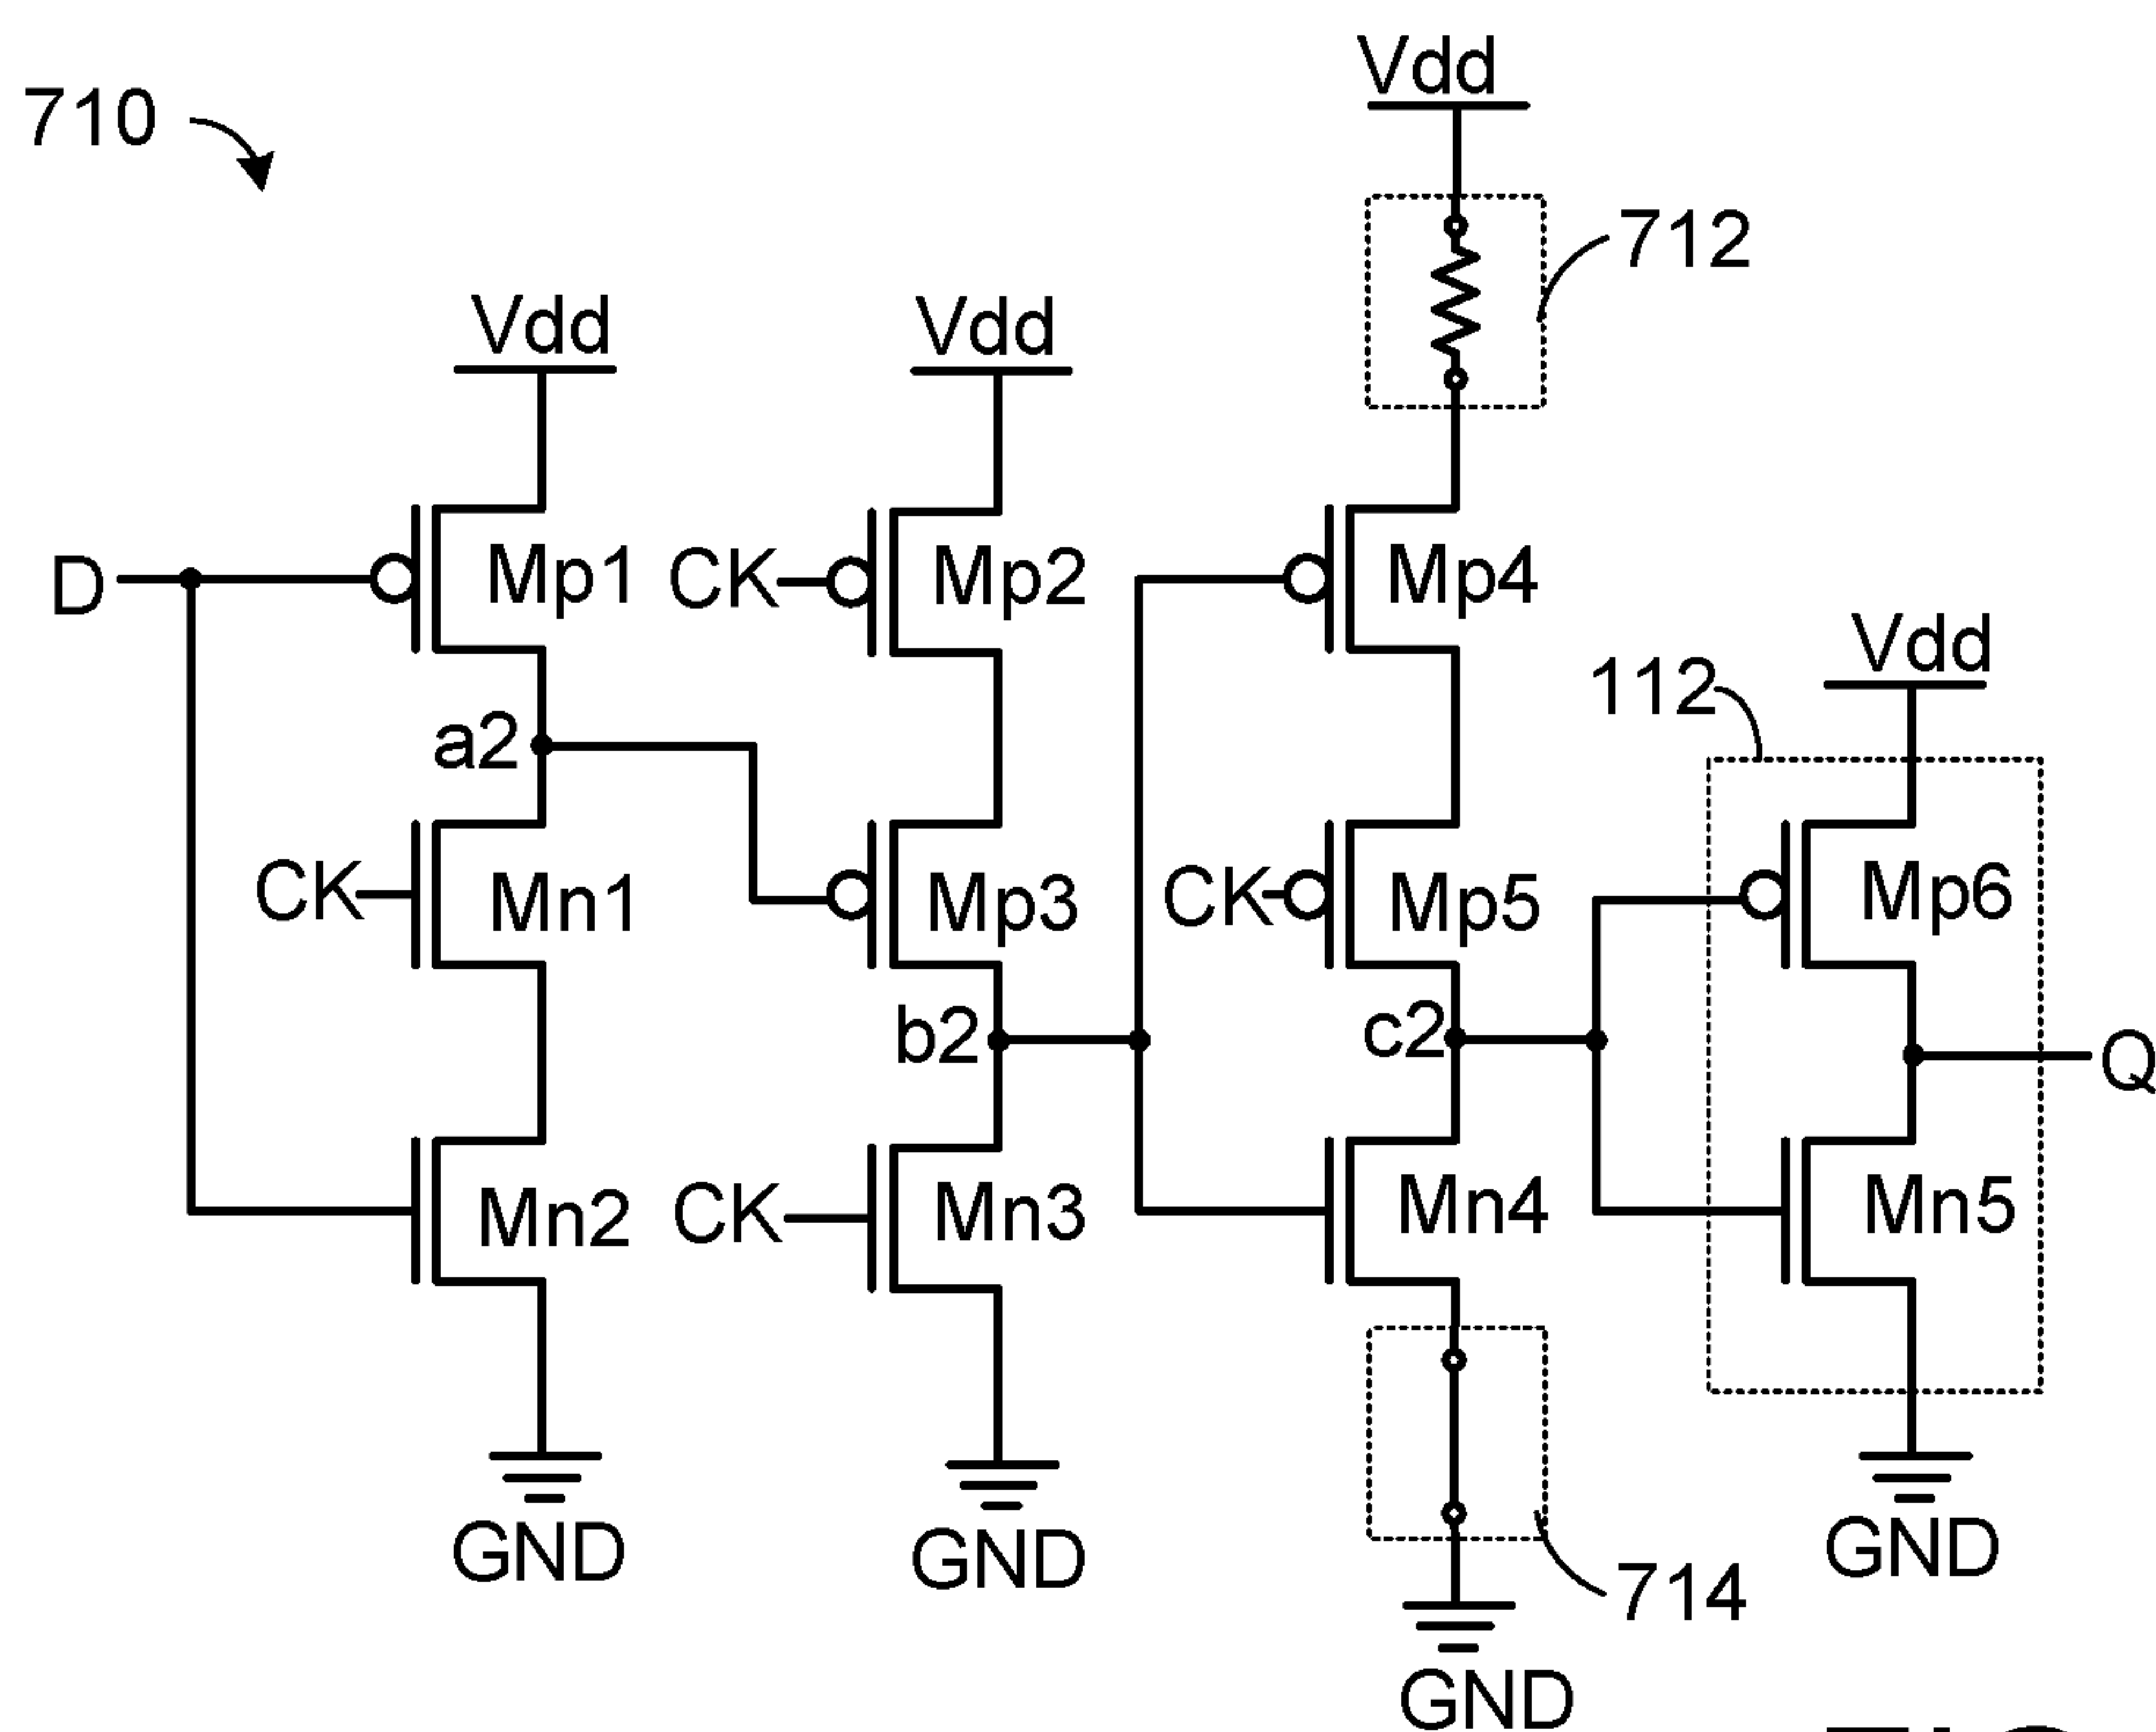 Vdd
710
712
Vdd
Vdd
D
Mp1
CK
Mp2
Mp4
Vdd
112
a2
CK
Mn1
Mp3
CK
Mp5
Mp6
b2
c2
Q
Mn2
CK
Mn3
Mn4
Mn5
GND
GND
GND
714
GND